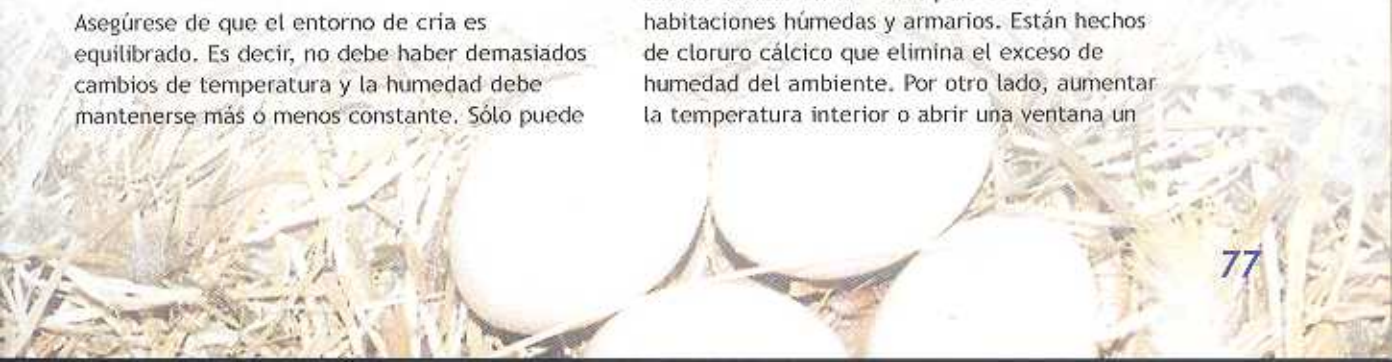 Asegúrese de que el entorno de cría es
equilibrado. Es decir, no debe haber demasiados
cambios de temperatura y la humedad debe
mantenerse más o menos constante. Sólo puede
habitaciones húmedas y armarios. Están hechos
de cloruro cálcico que elimina el exceso de
humedad del ambiente. Por otro lado, aumentar
la temperatura interior o abrir una ventana un
77